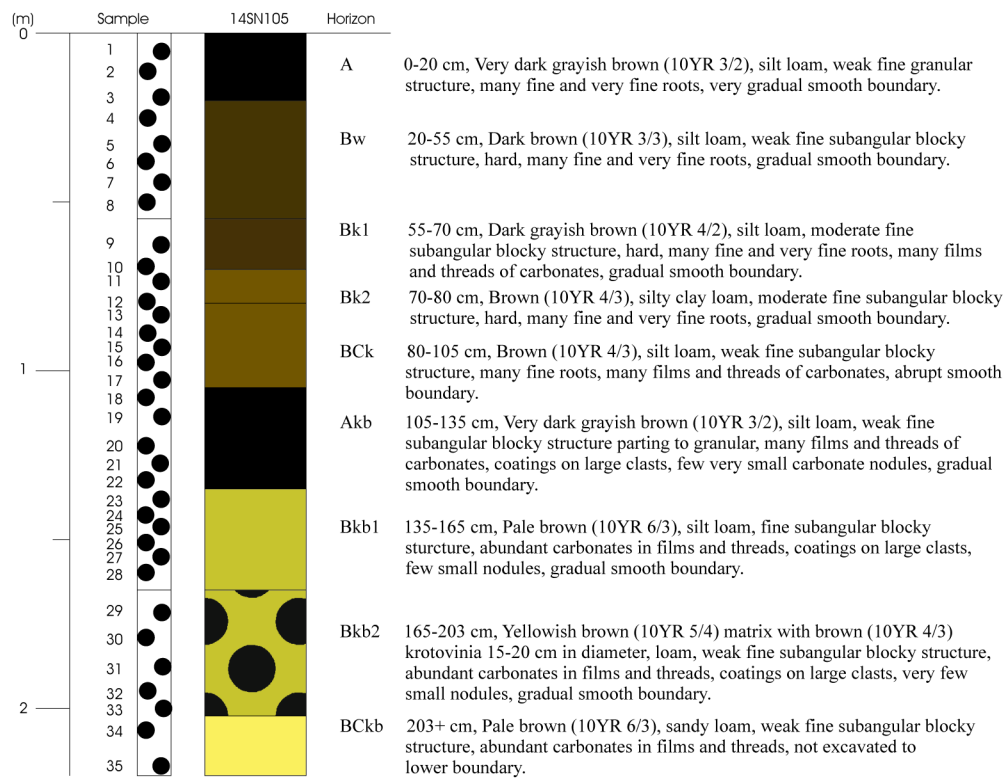 (m) Sample 14SN105 Horizon
0
1
2
3
4
5
6
7
8
9
10
11
12
13
14
15
1
16
17
18
19
20
21
22
23
24
25
26
27
28
29
30
31
32
2
33
34
35
A 0-20 cm, Very dark grayish brown (10YR 3/2), silt loam, weak fine granular
structure, many fine and very fine roots, very gradual smooth boundary.
Bw 20-55 cm, Dark brown (10YR 3/3), silt loam, weak fine subangular blocky
structure, hard, many fine and very fine roots, gradual smooth boundary.
Bk1 55-70 cm, Dark grayish brown (10YR 4/2), silt loam, moderate fine
subangular blocky structure, hard, many fine and very fine roots, many films
and threads of carbonates, gradual smooth boundary.
Bk2 70-80 cm, Brown (10YR 4/3), silty clay loam, moderate fine subangular blocky
structure, hard, many fine and very fine roots, gradual smooth boundary.
BCk 80-105 cm, Brown (10YR 4/3), silt loam, weak fine subangular blocky
structure, many fine roots, many films and threads of carbonates, abrupt smooth
boundary.
Akb 105-135 cm, Very dark grayish brown (10YR 3/2), silt loam, weak fine
subangular blocky structure parting to granular, many films and threads of
carbonates, coatings on large clasts, few very small carbonate nodules, gradual
smooth boundary.
Bkb1 135-165 cm, Pale brown (10YR 6/3), silt loam, fine subangular blocky
sturcture, abundant carbonates in films and threads, coatings on large clasts,
few small nodules, gradual smooth boundary.
Bkb2 165-203 cm, Yellowish brown (10YR 5/4) matrix with brown (10YR 4/3)
krotovinia 15-20 cm in diameter, loam, weak fine subangular blocky structure,
abundant carbonates in films and threads, coatings on large clasts, very few
small nodules, gradual smooth boundary.
BCkb 203+ cm, Pale brown (10YR 6/3), sandy loam, weak fine subangular blocky
structure, abundant carbonates in films and threads, not excavated to
lower boundary.